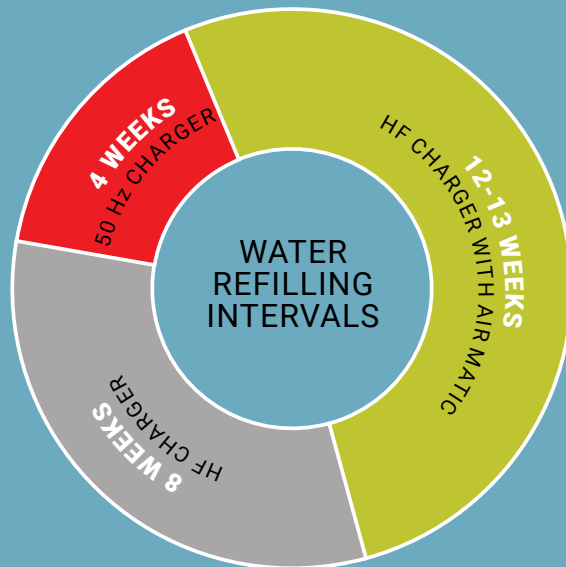 4 WEEKS
50 Hz CHARGER
12-13 WEEKS
HF CHARGER WITH AIR MATIC
WATER
REFILLING
INTERVALS
HF CHARGER
8 WEEKS